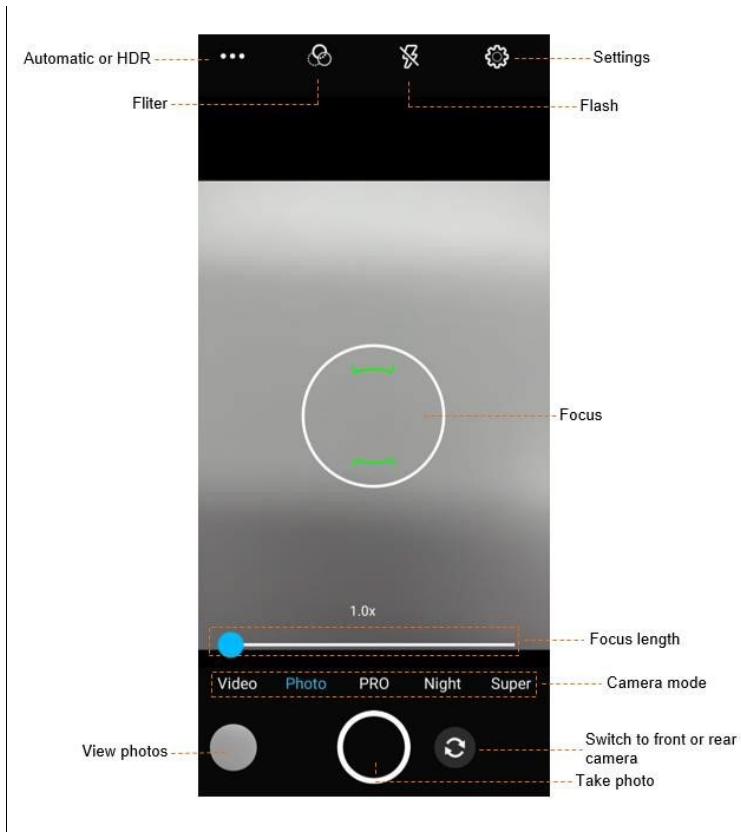 Automatic or HDR
Settings
Fliter
Flash
Focus
1.0x
Focus length
Video Photo PRO Night Super
Camera mode
View photos
Switch to front or rear
camera
Take photo